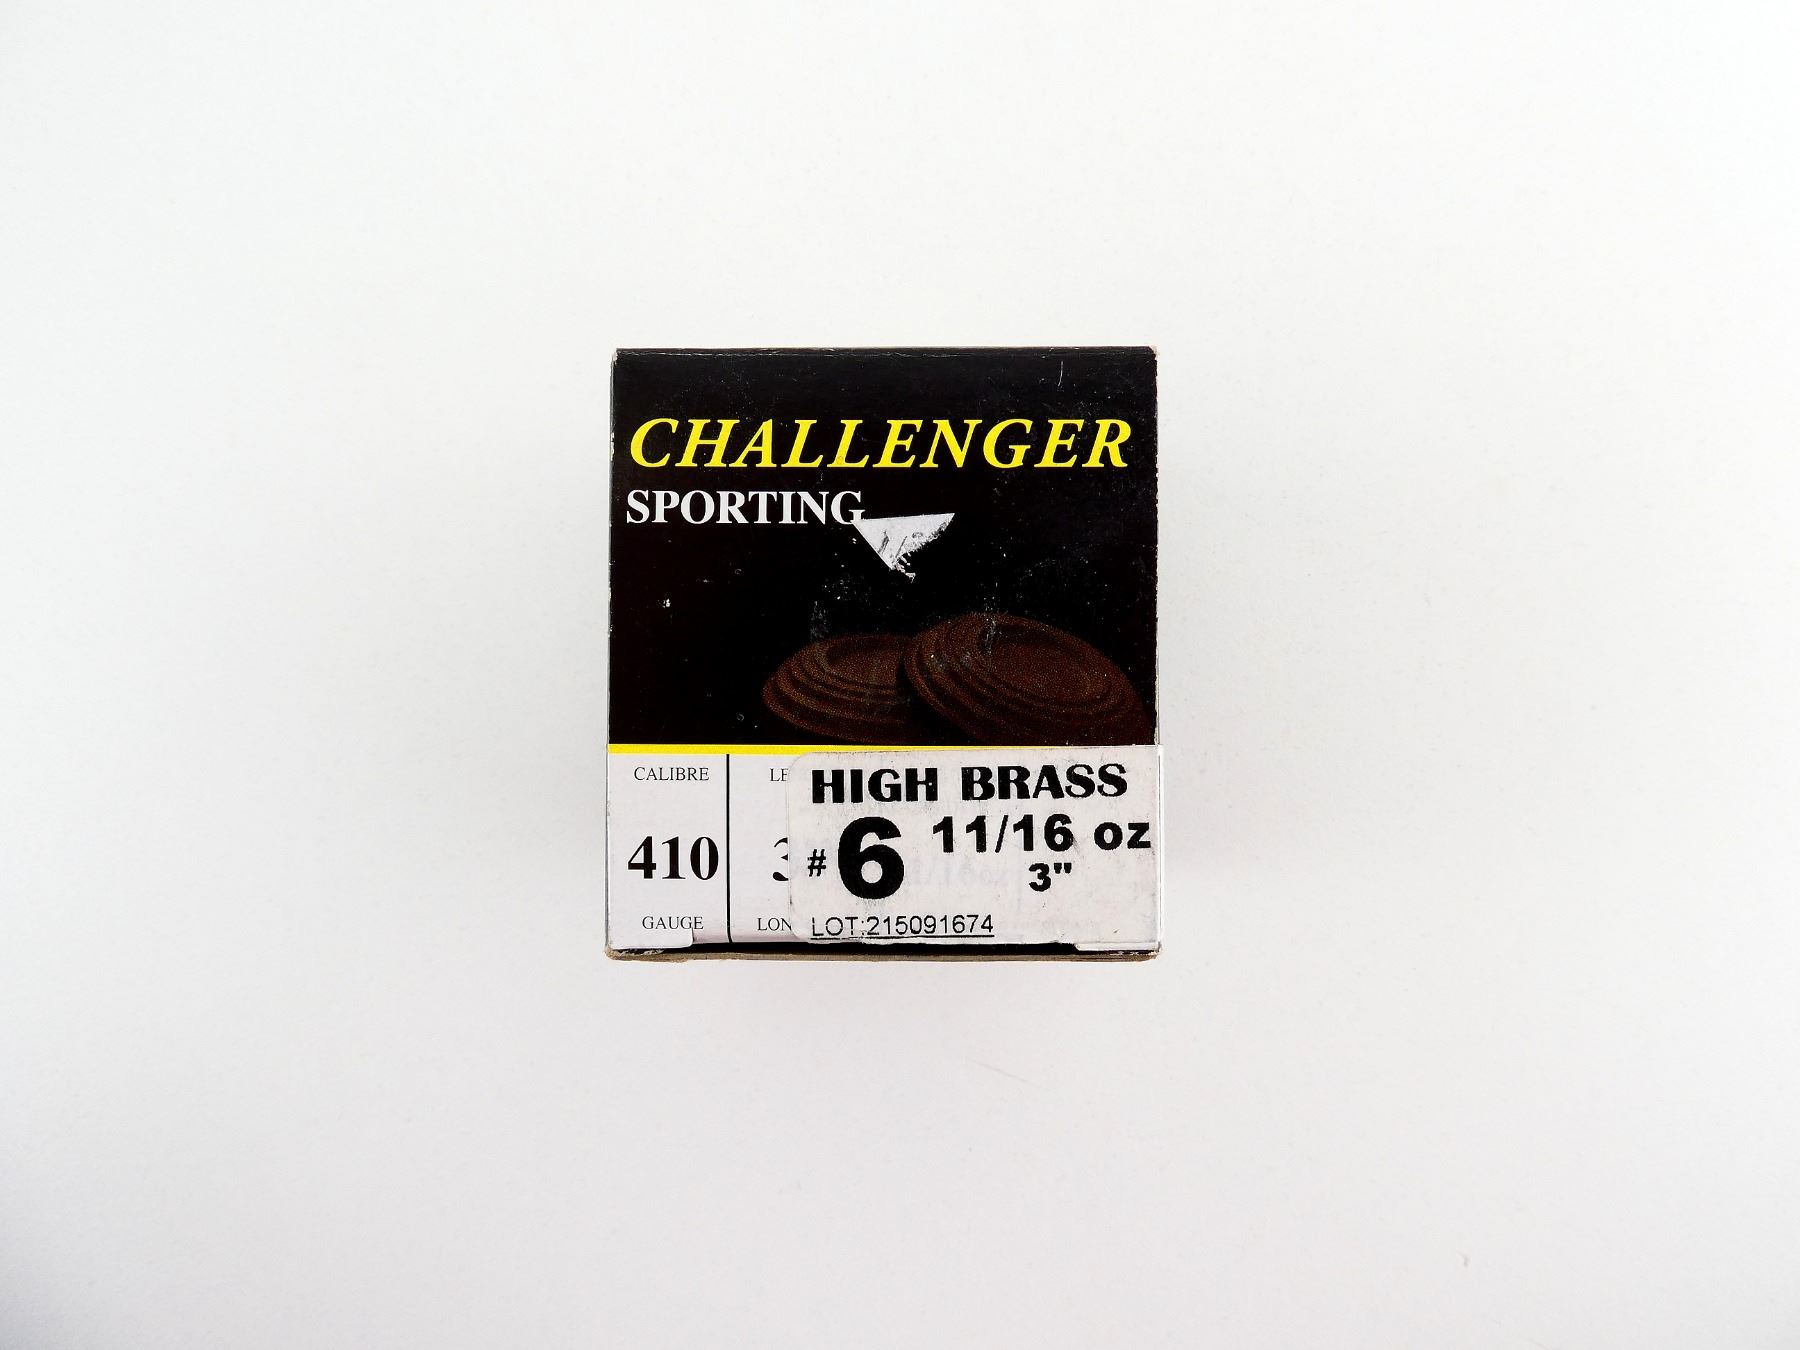 CHALLENGER
SPORTING
CALIBRE
410
GAUGE
HIGH BRASS
#6 11/16 oz
3"
LOT:215091674